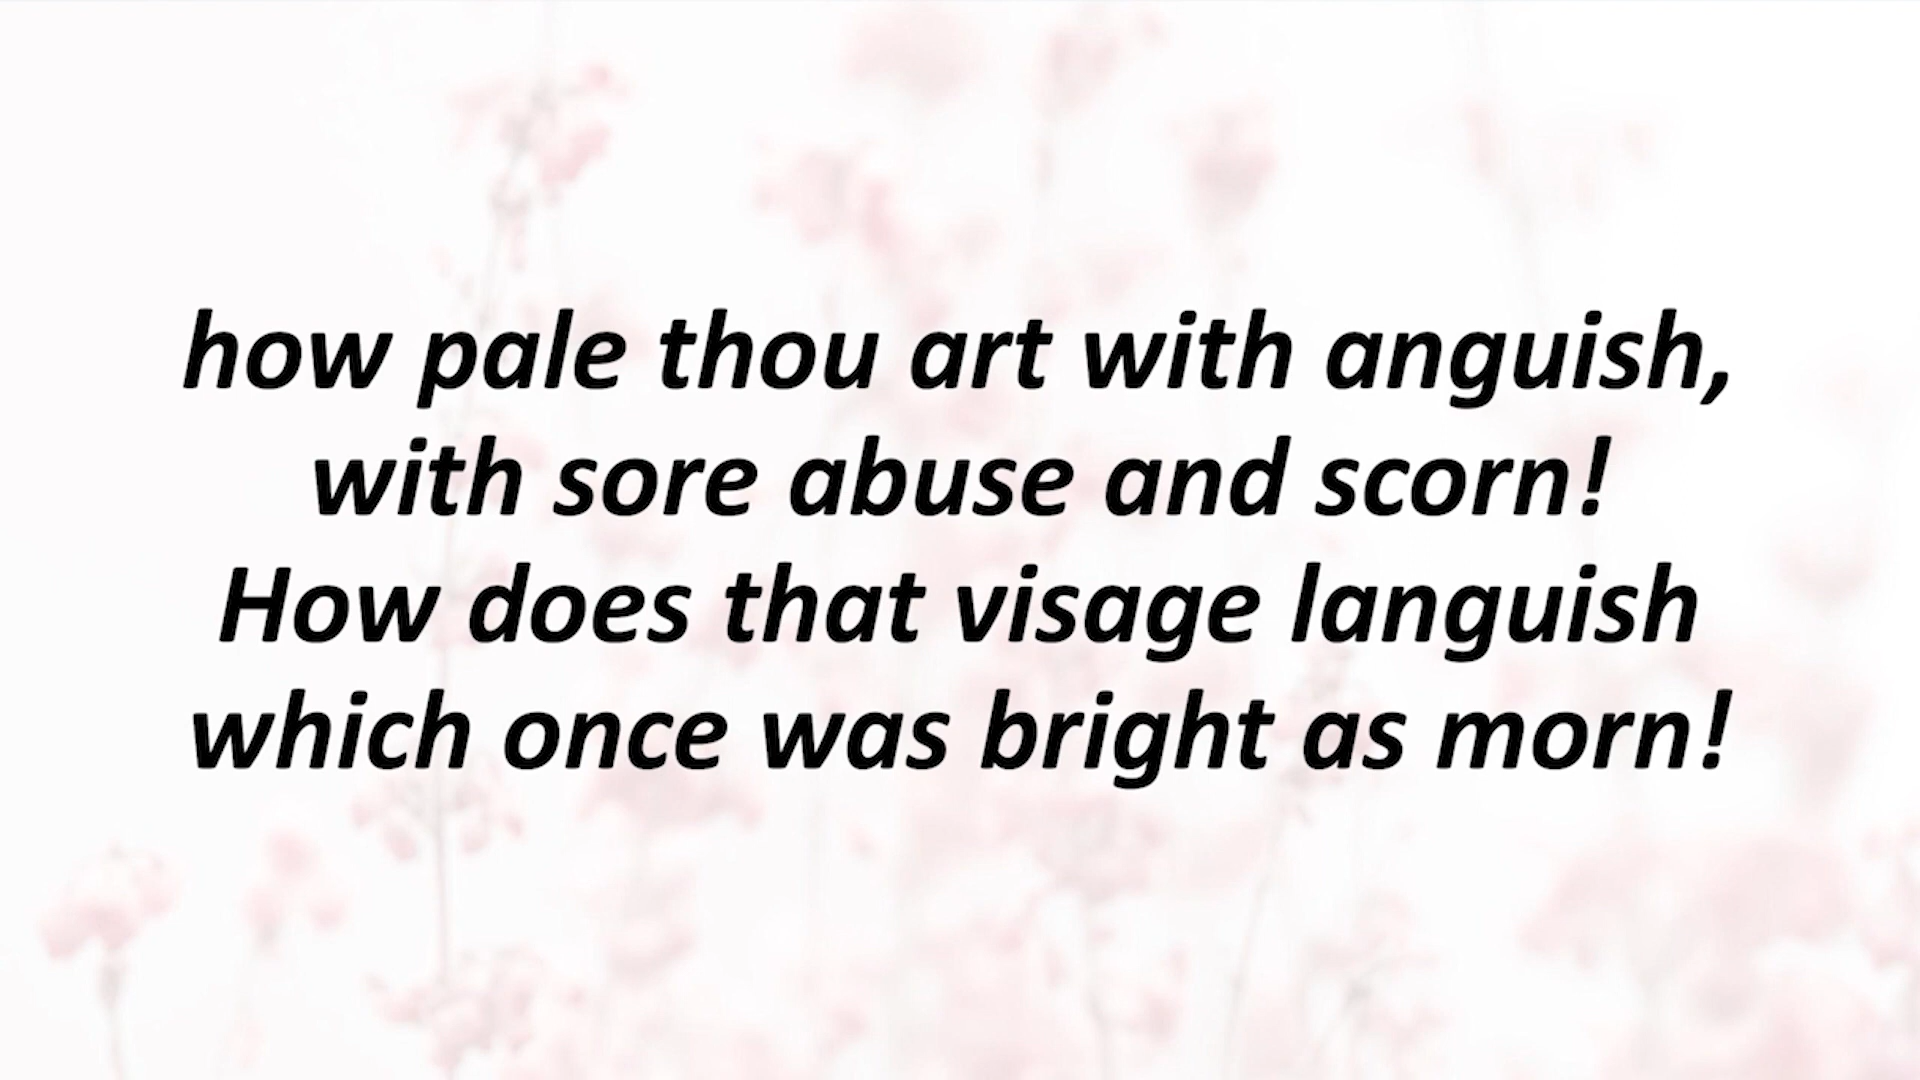 how pale thou art with anguish,
with sore abuse and scorn!
How does that visage languish
which once was bright as morn!